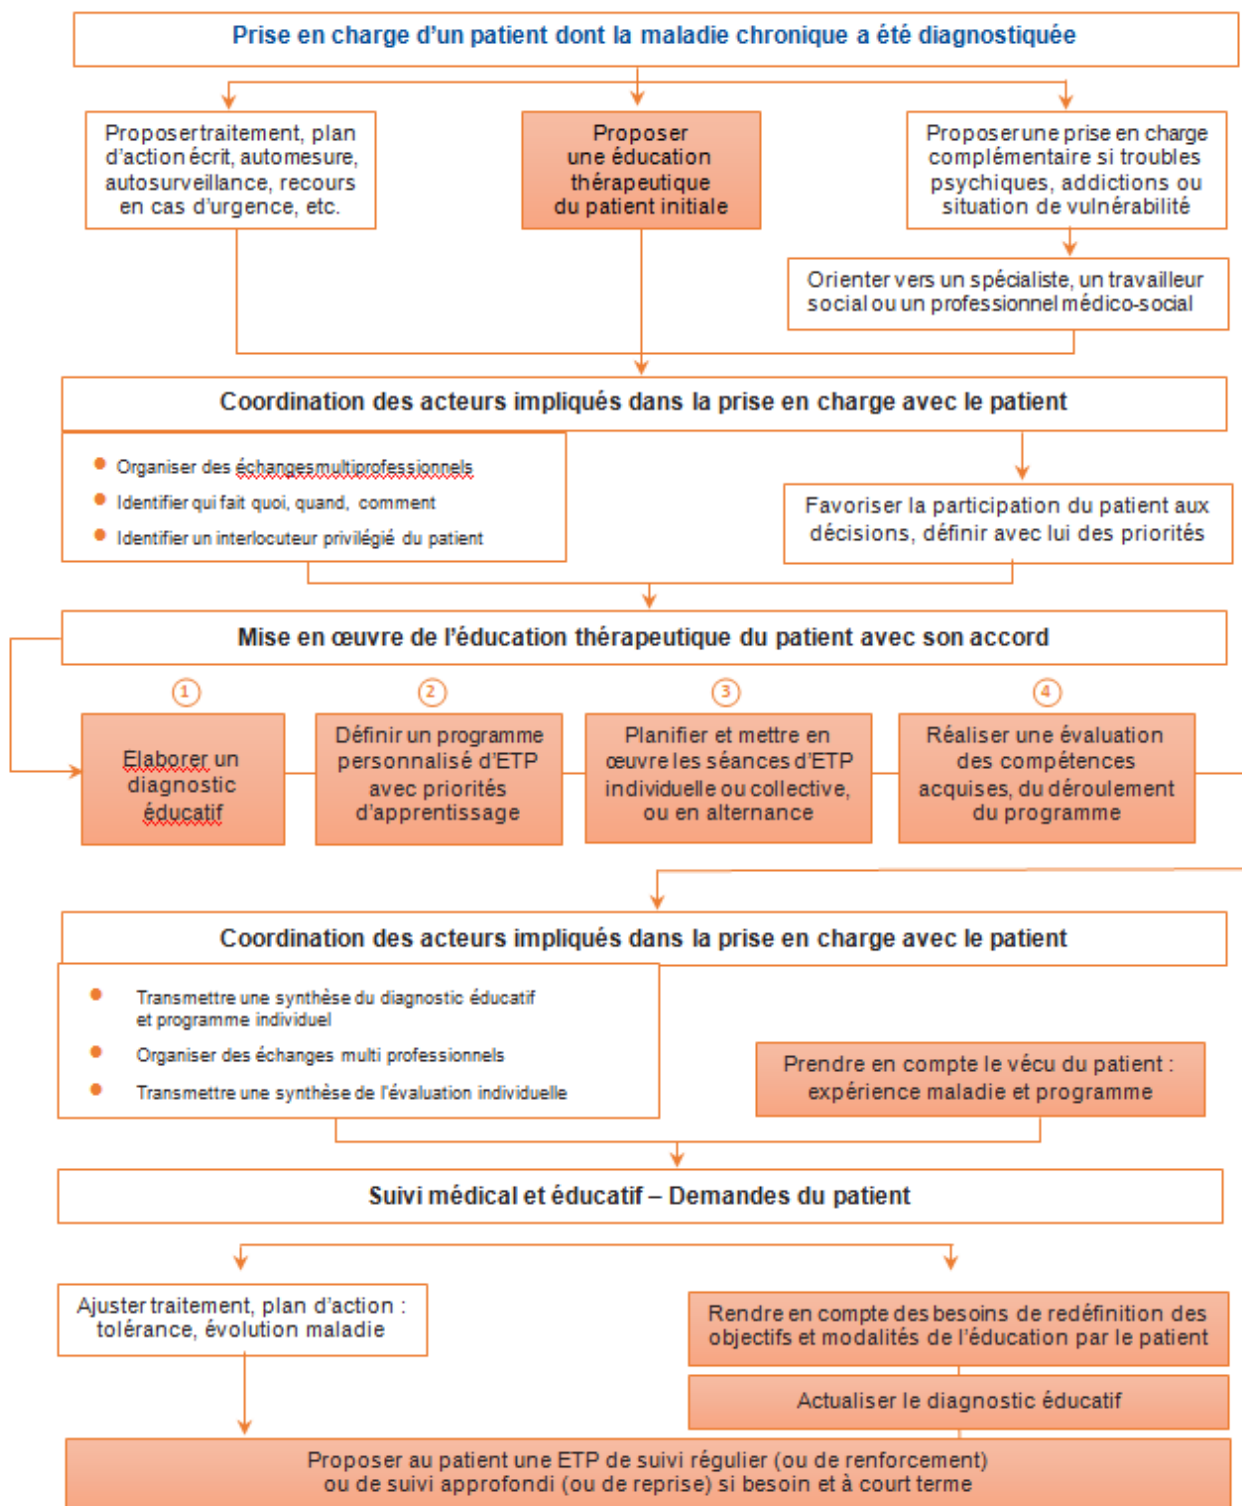 Prise en charge d'un patient dont la maladie chronique a été diagnostiquée
Proposer traitement, plan
d'action écrit, automesure,
autosurveillance, recours
en cas d'urgence, etc.
Proposer
une éducation
thérapeutique
du patient initiale
Proposer une prise en charge
complémentaire si troubles
psychiques, addictions ou
situation de vulnérabilité
Orienter vers un spécialiste, un travailleur
social ou un professionnel médico-social
Coordination des acteurs impliqués dans la prise en charge avec le patient
Organiser des échangesmultiprofessionnels
Identifier qui fait quoi, quand, comment
Identifier un interlocuteur privilégié du patient
Favoriser la participation du patient aux
décisions, définir avec lui des priorités
Mise en œuvre de l'éducation thérapeutique du patient avec son accord
1
Elaborer un
diagnostic
éducatif
2
Définir un programme
personnalisé d'ETP
avec priorités
d'apprentissage
3
Planifier et mettre en
œuvre les séances d'ETP
individuelle ou collective,
ou en alternance
4
Réaliser une évaluation
des compétences
acquises, du déroulement
du programme
Coordination des acteurs impliqués dans la prise en charge avec le patient
Transmettre une synthèse du diagnostic éducatif
et programme individuel
Organiser des échanges multi professionnels
Transmettre une synthèse de l'évaluation individuelle
Prendre en compte le vécu du patient :
expérience maladie et programme
Suivi médical et éducatif – Demandes du patient
Ajuster traitement, plan d'action :
tolérance, évolution maladie
Rendre en compte des besoins de redéfinition des
objectifs et modalités de l'éducation par le patient
Actualiser le diagnostic éducatif
Proposer au patient une ETP de suivi régulier (ou de renforcement)
ou de suivi approfondi (ou de reprise) si besoin et à court terme